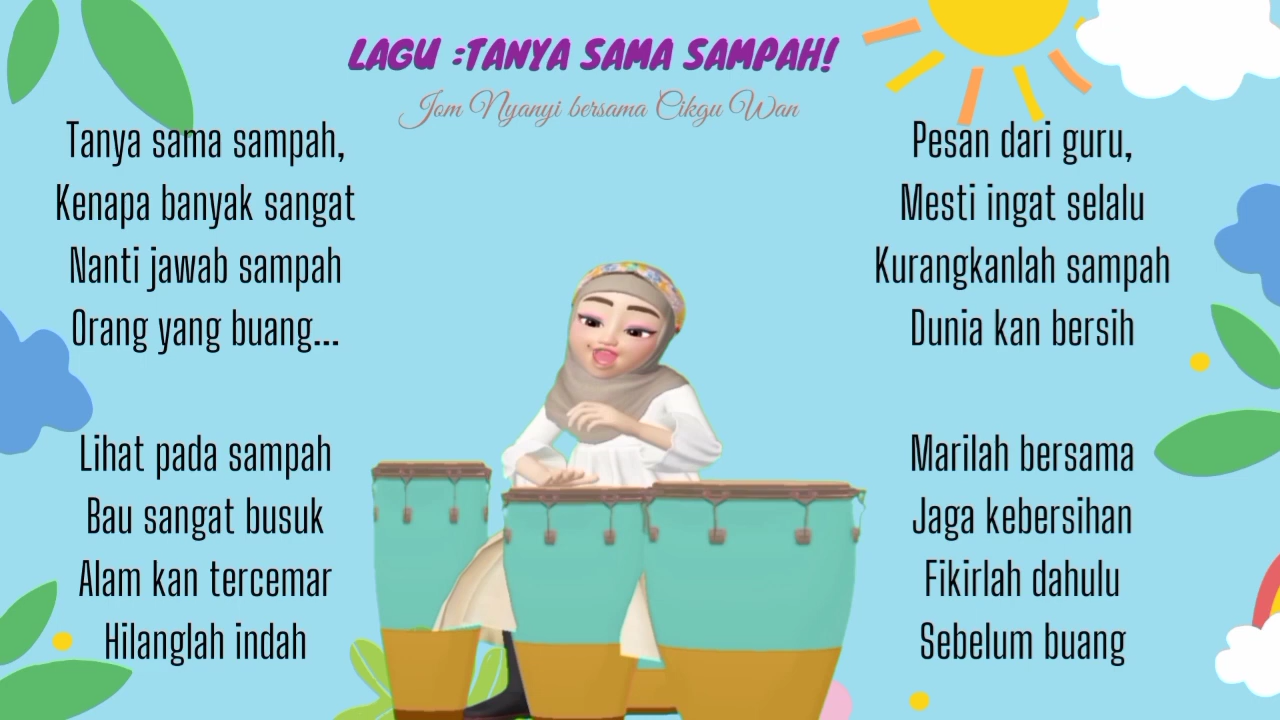 LAGU :TANYA SAMA SAMPAH!
Jom Nyanyi bersama Cikgu Wan
Tanya sama sampah,
Kenapa banyak sangat
Nanti jawab sampah
Orang yang buang...
Lihat pada sampah
Bau sangat busuk
Alam kan tercemar
Hilanglah indah
Pesan dari guru,
Mesti ingat selalu
Kurangkanlah sampah
Dunia kan bersih
Marilah bersama
Jaga kebersihan
Fikirlah dahulu
Sebelum buang